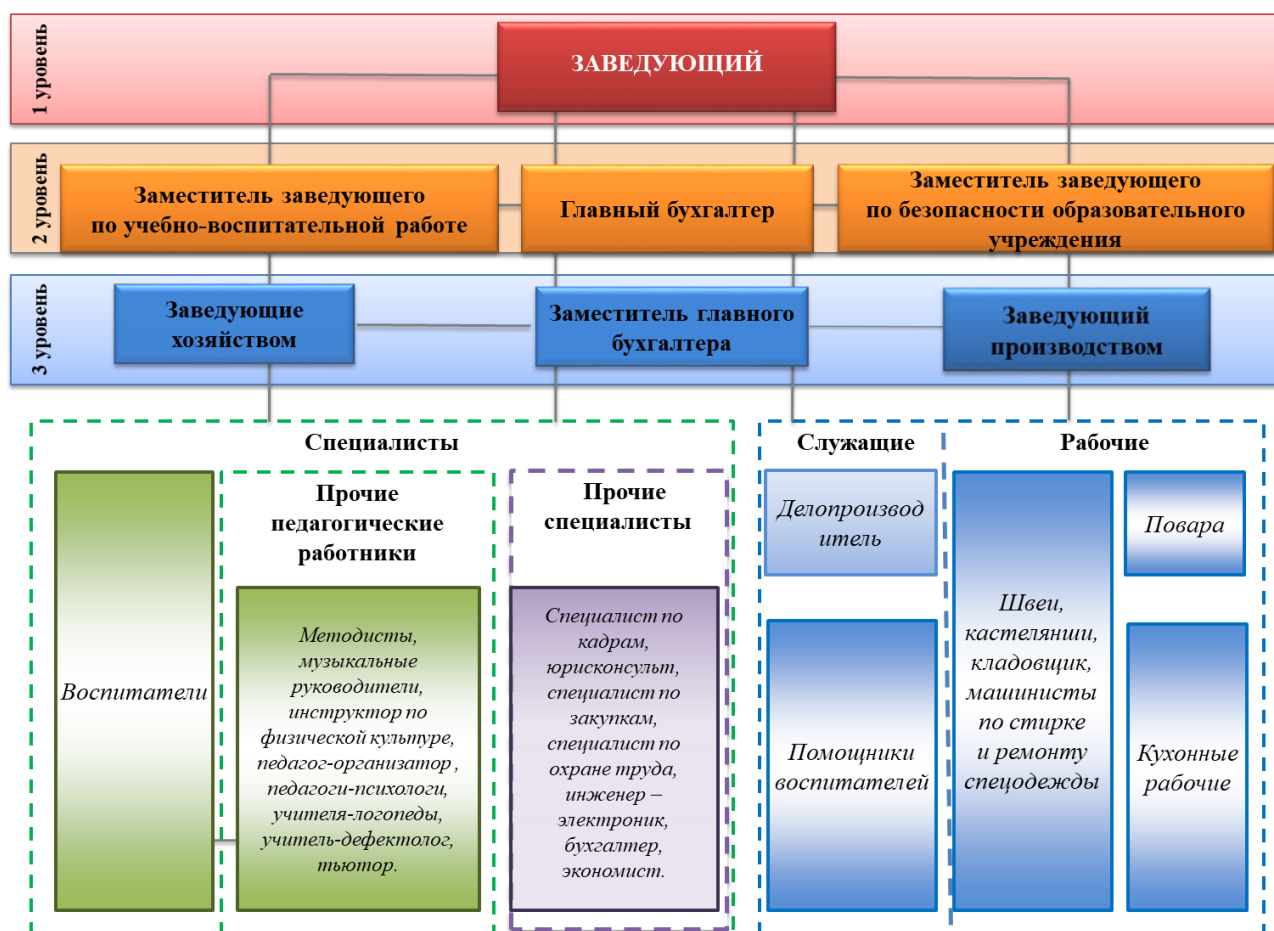 1 уровень
ЗАВЕДУЮЩИЙ
2 уровень
Заместитель заведующего
по учебно-воспитательной работе
Главный бухгалтер
Заместитель заведующего
по безопасности образовательного
учреждения
3 уровень
Заведующие
хозяйством
Заместитель главного
бухгалтера
Заведующий
производством
Специалисты
Воспитатели
Прочие
педагогические
работники
Методисты,
музыкальные
руководители,
инструктор по
физической культуре,
педагог-организатор ,
педагоги-психологи,
учителя-логопеды,
учитель-дефектолог,
тьютор.
Прочие
специалисты
Специалист по
кадрам,
юрисконсульт,
специалист по
закупкам,
специалист по
охране труда,
инженер –
электроник,
бухгалтер,
экономист.
Служащие
Делопроизвод
итель
Помощники
воспитателей
Рабочие
Швеи,
кастелянши,
кладовщик,
машинисты
по стирке
и ремонту
спецодежды
Повара
Кухонные
рабочие